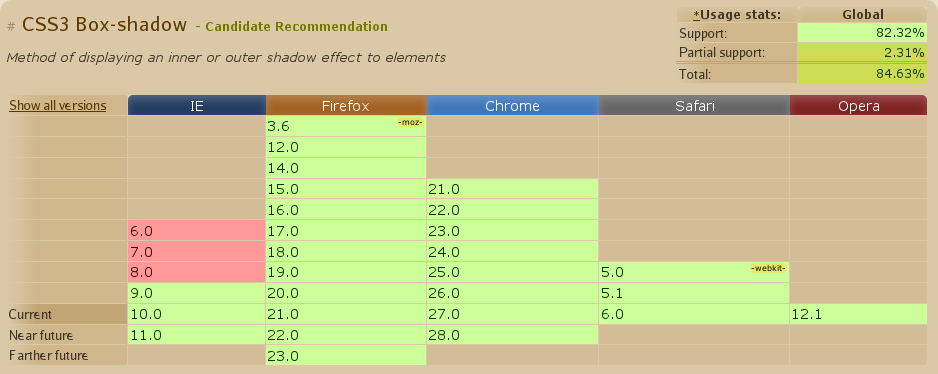 # CSS3 Box-shadow - Candidate Recommendation
Method of displaying an inner or outer shadow effect to elements
*Usage stats: Global
Support: 82.32%
Partial support: 2.31%
Total: 84.63%
Show all versions IE Firefox Chrome Safari Opera
3.6 -moz-
12.0
14.0
15.0 21.0
16.0 22.0
6.0 17.0 23.0
7.0 18.0 24.0
8.0 19.0 25.0 5.0 -webkit-
9.0 20.0 26.0 5.1
Current 10.0 21.0 27.0 6.0 12.1
Near future 11.0 22.0 28.0
Farther future 23.0